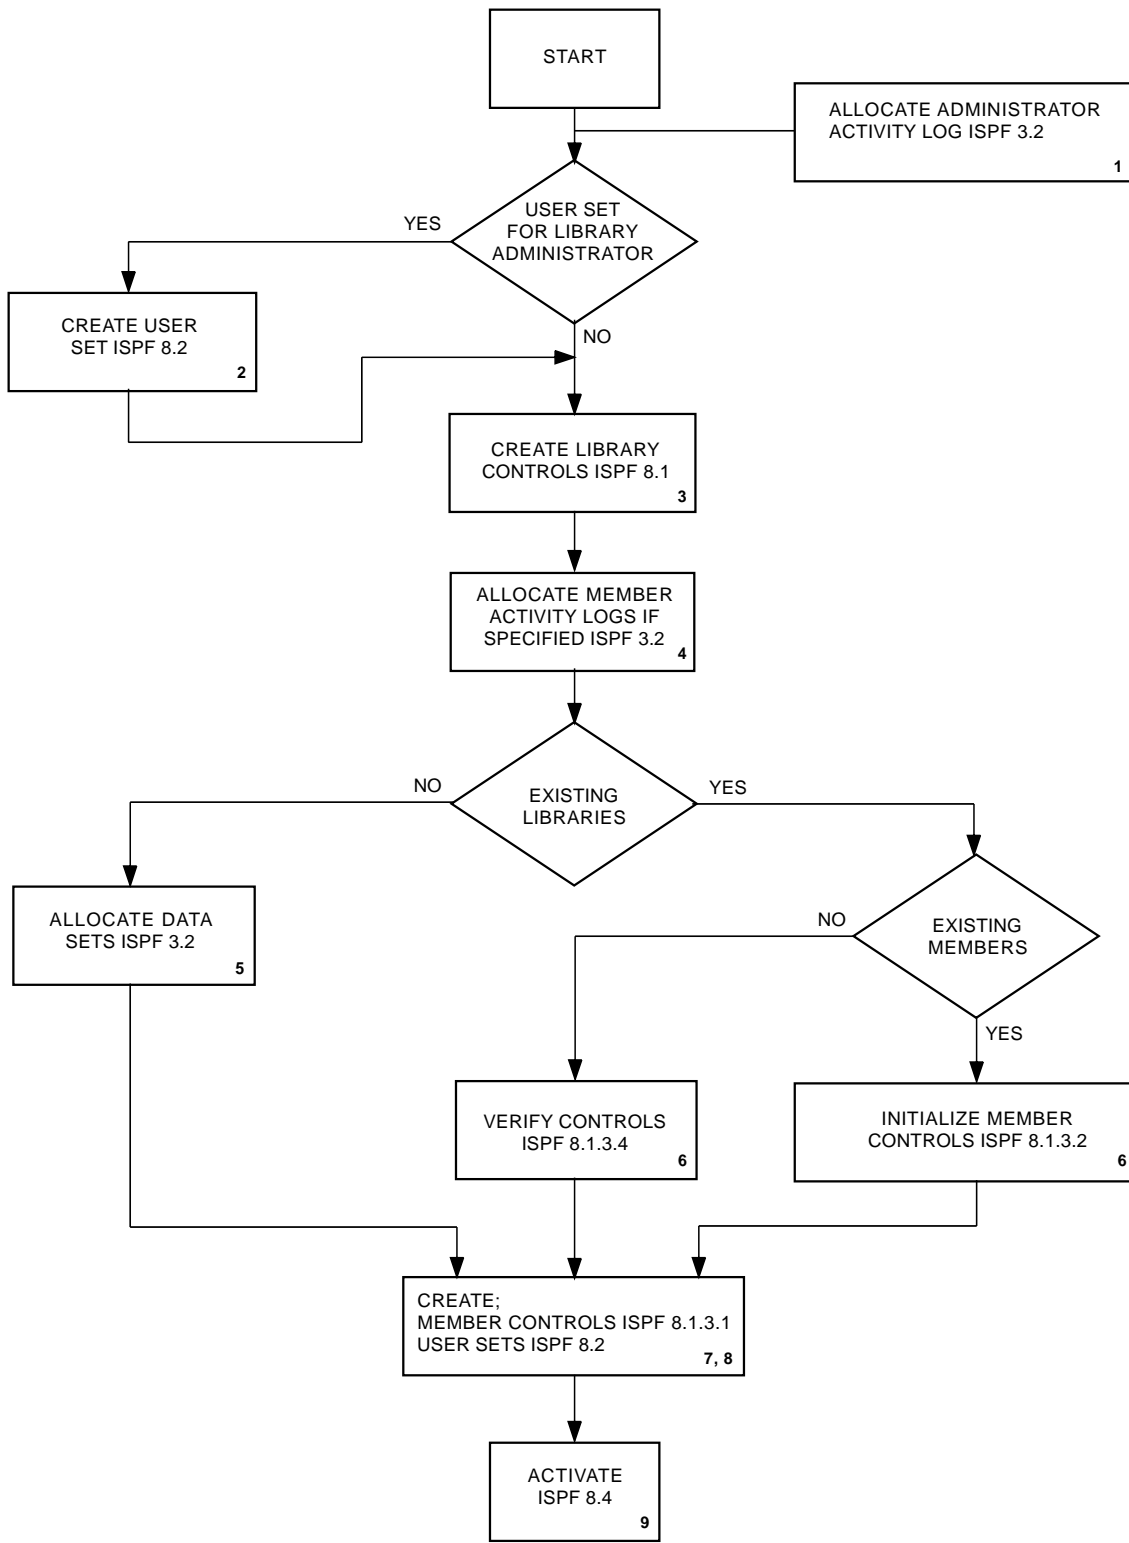 START
ALLOCATE ADMINISTRATOR
ACTIVITY LOG ISPF 3.2
1
USER SET
FOR LIBRARY
ADMINISTRATOR
YES
CREATE USER
SET ISPF 8.2
2
NO
CREATE LIBRARY
CONTROLS ISPF 8.1
3
ALLOCATE MEMBER
ACTIVITY LOGS IF
SPECIFIED ISPF 3.2
4
NO
EXISTING
LIBRARIES
YES
ALLOCATE DATA
SETS ISPF 3.2
5
NO
EXISTING
MEMBERS
YES
VERIFY CONTROLS
ISPF 8.1.3.4
6
INITIALIZE MEMBER
CONTROLS ISPF 8.1.3.2
6
CREATE;
MEMBER CONTROLS ISPF 8.1.3.1
USER SETS ISPF 8.2
7, 8
ACTIVATE
ISPF 8.4
9